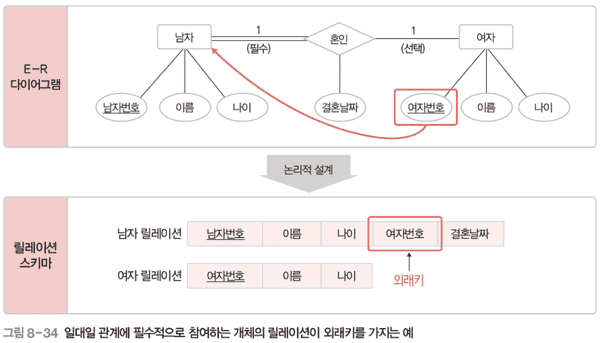 E-R
다이어그램
남자
1
(필수)
혼인
1
(선택)
여자
남자번호
이름
나이
결혼날짜
여자번호
이름
나이
논리적 설계
릴레이션
스키마
남자 릴레이션 남자번호 이름 나이 여자번호 결혼날짜
여자 릴레이션 여자번호 이름 나이
외래키
그림 8-34 일대일 관계에 필수적으로 참여하는 개체의 릴레이션이 외래키를 가지는 예